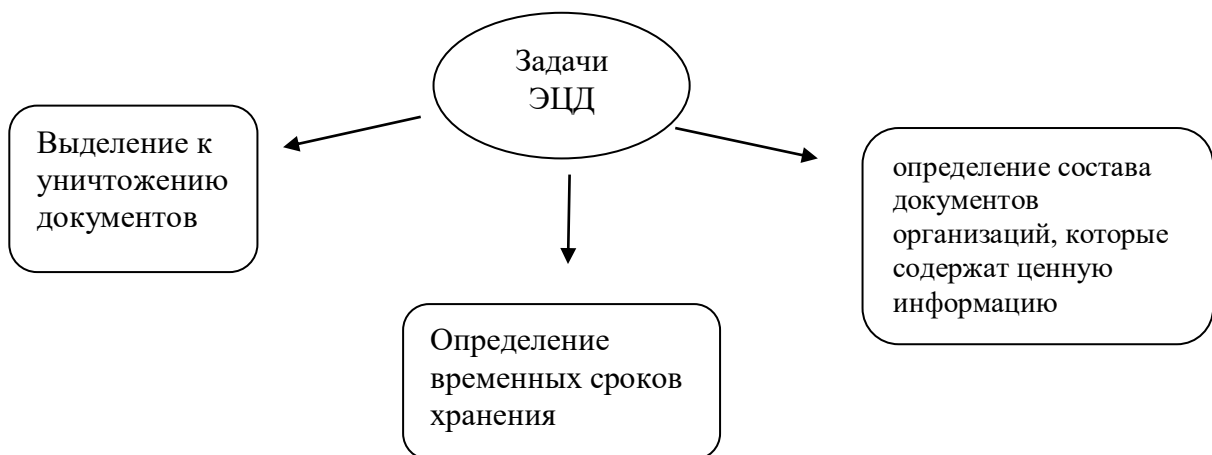 Задачи
ЭЦД
Выделение к
уничтожению
документов
Определение
временных сроков
хранения
определение состава
документов
организаций, которые
содержат ценную
информацию